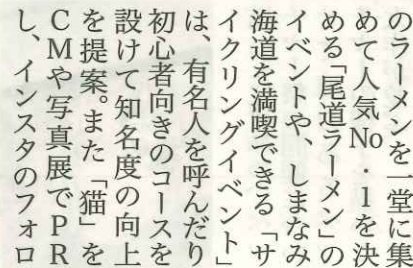 のラーメンを一堂に集
めて人気No・1を決
める「尾道ラーメン」の
イベントや、しまなみ
海道を満喫できる「サ
イクリングイベント」
は、有名人を呼んだり
初心者向きのコースを
設けて知名度の向上
を提案。また「猫」を
CMや写真展でPR
し、インスタのフォロ